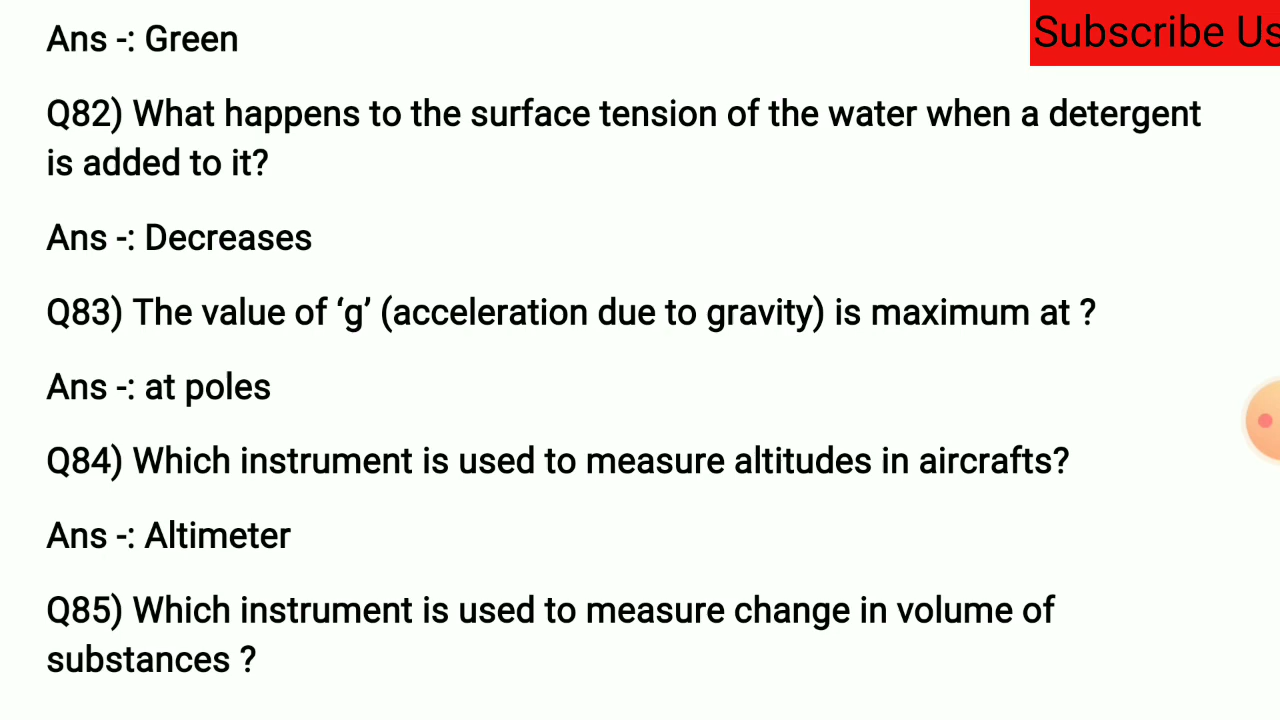 Ans -: Green
Subscribe Us
Q82) What happens to the surface tension of the water when a detergent
is added to it?
Ans -: Decreases
Q83) The value of ‘g’ (acceleration due to gravity) is maximum at ?
Ans -: at poles
Q84) Which instrument is used to measure altitudes in aircrafts?
Ans -: Altimeter
Q85) Which instrument is used to measure change in volume of
substances ?